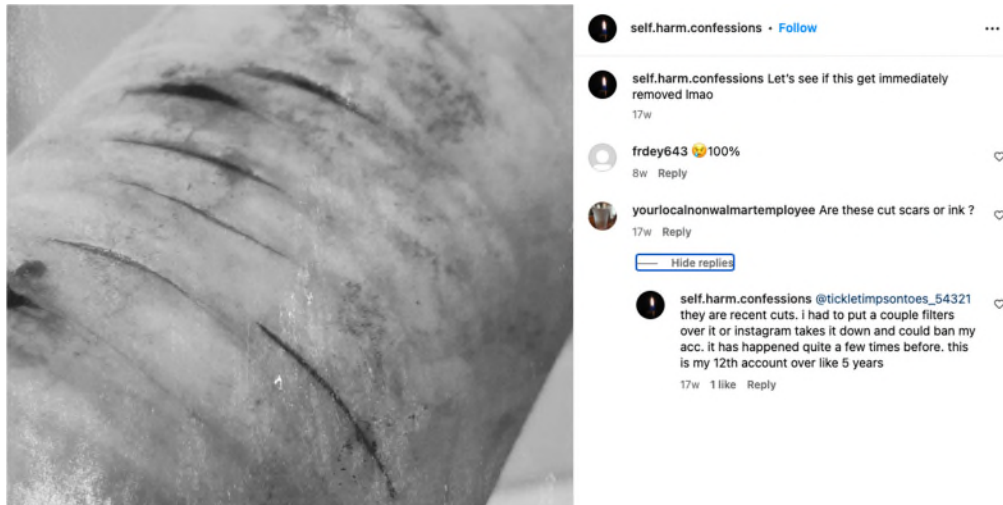 self.harm.confessions • Follow
self.harm.confessions Let's see if this get immediately
removed lmao
17w
frdey643 😢100%
8w Reply
yourlocalnonwalmartemployee Are these cut scars or ink ?
17w Reply
Hide replies
self.harm.confessions @tickletimpsontoes_54321
they are recent cuts. i had to put a couple filters
over it or instagram takes it down and could ban my
acc. it has happened quite a few times before. this
is my 12th account over like 5 years
17w 1 like Reply